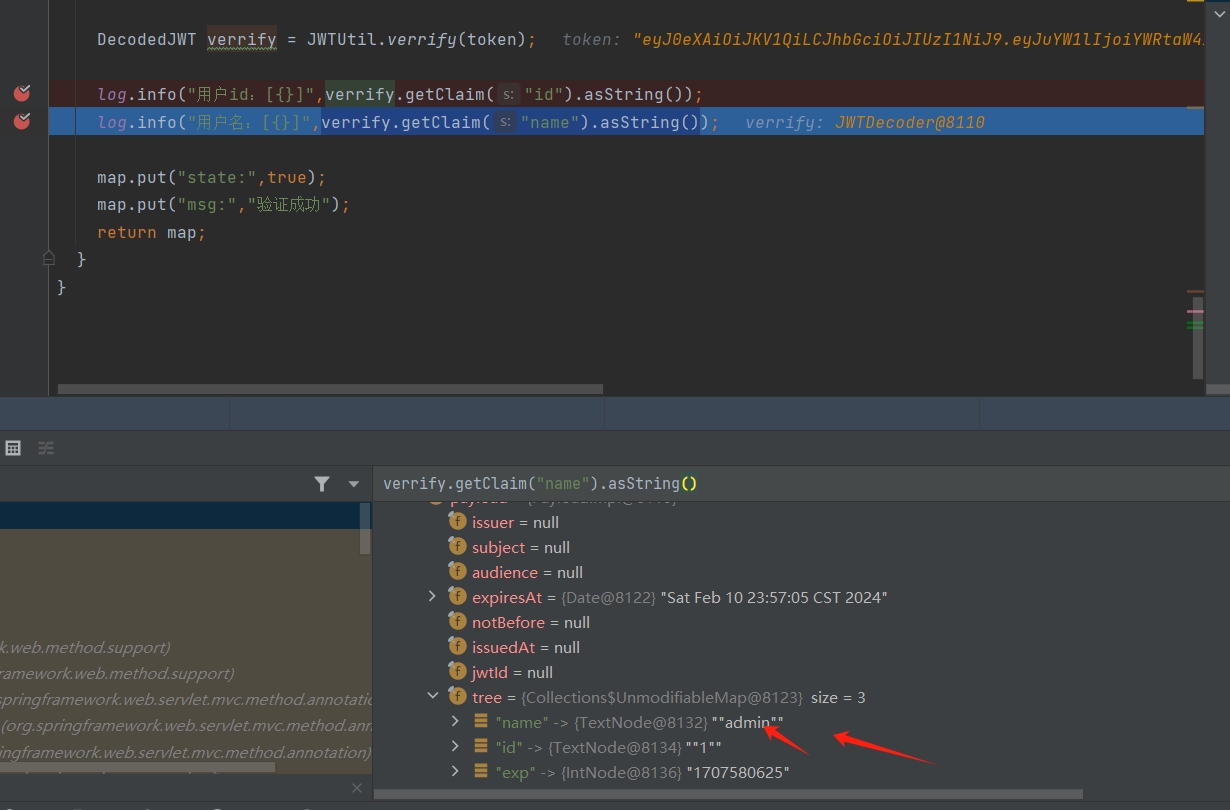 DecodedJWT verrify = JWTUtil.verrify(token);   token: "eyJ0eXAiOiJKV1QiLCJhbGciOiJIUzI1NiJ9.eyJuYW1lIjoiYWRtaW4
log.info("用户id：[{}]",verrify.getClaim( s: "id").asString());
log.info("用户名：[{}]",verrify.getClaim( s: "name").asString());   verrify: JWTDecoder@8110
map.put("state:",true);
map.put("msg:","验证成功");
return map;
}
}
verrify.getClaim("name").asString()
issuer = null
subject = null
audience = null
expiresAt = {Date@8122} "Sat Feb 10 23:57:05 CST 2024"
notBefore = null
issuedAt = null
jwtId = null
tree = {Collections$UnmodifiableMap@8123} size = 3
"name" -> {TextNode@8132} ""admin""
"id" -> {TextNode@8134} ""1""
"exp" -> {IntNode@8136} "1707580625"
k.web.method.support)
ramework.web.method.support)
springframework.web.servlet.mvc.method.annotatio
(org.springframework.web.servlet.mvc.method.ann
ingframework.web.servlet.mvc.method.annotation)